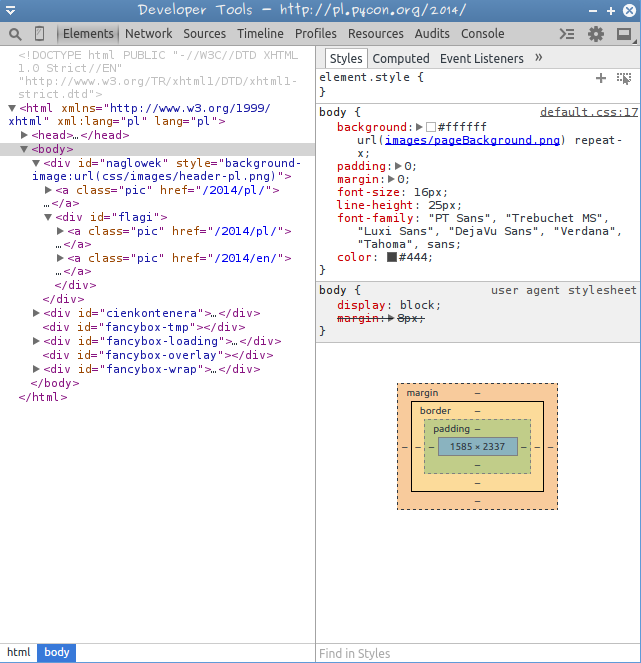 Developer Tools - http://pl.pycon.org/2014/
Elements Network Sources Timeline Profiles Resources Audits Console
<!DOCTYPE html PUBLIC "-//W3C//DTD XHTML
1.0 Strict//EN"
"http://www.w3.org/TR/xhtml1/DTD/xhtml1-
strict.dtd">
<html xmlns="http://www.w3.org/1999/
xhtml" xml:lang="pl" lang="pl">
<head>…</head>
<body>
<div id="naglowek" style="background-
image:url(css/images/header-pl.png)">
<a class="pic" href="/2014/pl/">
…</a>
<div id="flagi">
<a class="pic" href="/2014/pl/">
…</a>
<a class="pic" href="/2014/en/">
…</a>
</div>
</div>
<div id="cienkontenera">…</div>
<div id="fancybox-tmp"></div>
<div id="fancybox-loading">…</div>
<div id="fancybox-overlay"></div>
<div id="fancybox-wrap">…</div>
</body>
</html>
html body
Styles Computed Event Listeners »
element.style {
}
body { default.css:17
background: #ffffff
url(images/pageBackground.png) repeat-
x;
padding: 0;
margin: 0;
font-size: 16px;
line-height: 25px;
font-family: "PT Sans", "Trebuchet MS",
"Luxi Sans", "DejaVu Sans", "Verdana",
"Tahoma", sans;
color: #444;
}
body { user agent stylesheet
display: block;
margin: 8px;
}
margin –
border –
padding –
– – – 1585 × 2337 – – –
–
–
–
Find in Styles